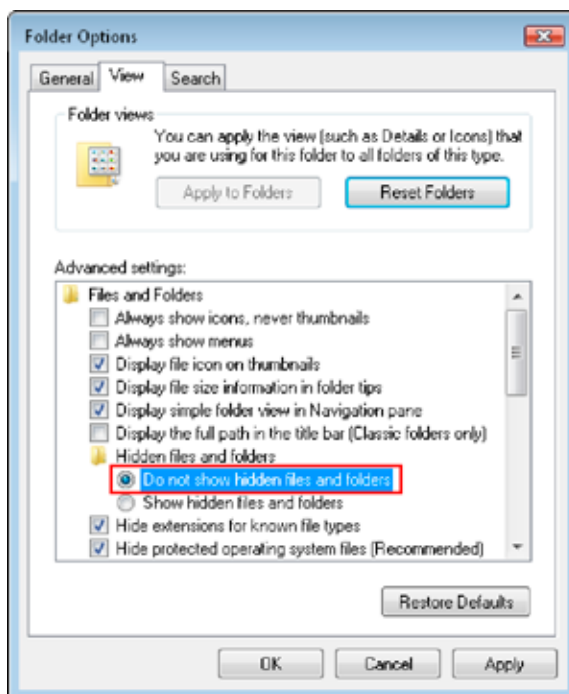 Folder Options
General
View
Search
Folder views
You can apply the view (such as Details or Icons) that
you are using for this folder to all folders of this type.
Apply to Folders
Reset Folders
Advanced settings:
Files and Folders
Always show icons, never thumbnails
Always show menus
Display file icon on thumbnails
Display file size information in folder tips
Display simple folder view in Navigation pane
Display the full path in the title bar (Classic folders only)
Hidden files and folders
Do not show hidden files and folders
Show hidden files and folders
Hide extensions for known file types
Hide protected operating system files (Recommended)
Restore Defaults
OK
Cancel
Apply